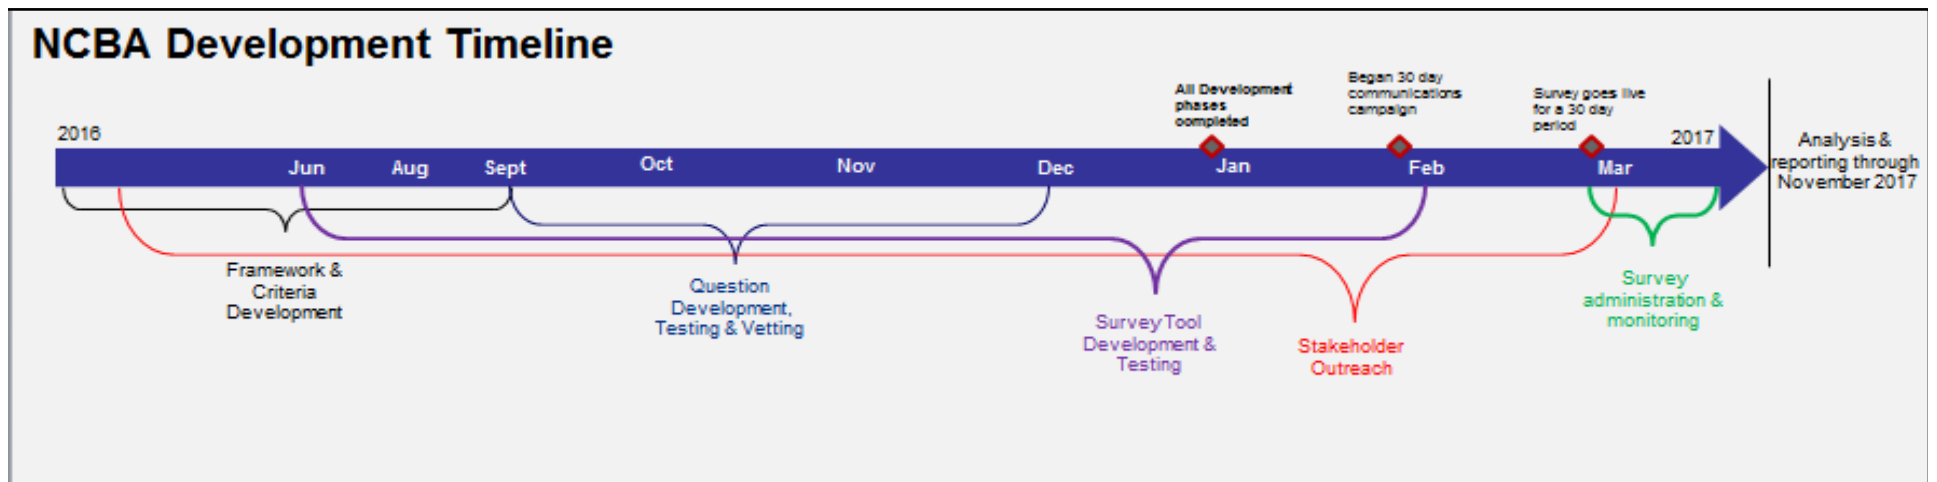 NCBA Development Timeline
2016
All Development
phases
completed
Began 30 day
communications
campaign
Survey goes live
for a 30 day
period
2017
Jun
Aug
Sept
Oct
Nov
Dec
Jan
Feb
Mar
Analysis &
reporting through
November 2017
Framework &
Criteria
Development
Question
Development,
Testing & Vetting
Survey Tool
Development &
Testing
Stakeholder
Outreach
Survey
administration &
monitoring